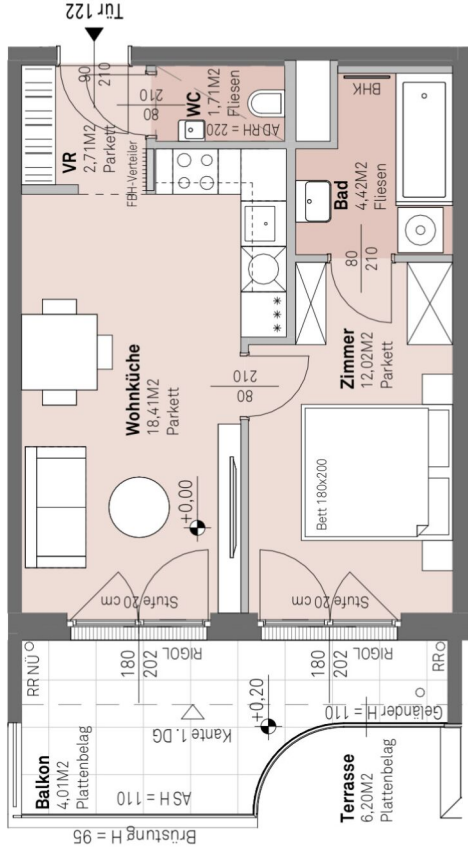 Tür 122
80
210
VR
2,71M2
Parkett
210
80
WC
1,71M2
Fliesen
AD-RH = 220
FBH-Verteiler
BHK
Bad
4,42M2
Fliesen
80
210
Wohnküche
18,41M2
Parkett
210
80
Zimmer
12,02M2
Parkett
Bett 180x200
+0,00
Stufe 20 cm
Stufe 20 cm
RR NÜ
180
202
RIGOL
180
202
RIGOL
RR
Balkon
4,01M2
Plattenbelag
Kante 1. DG
+0,20
Geländer H = 110
ASH = 110
Terrasse
6,20M2
Plattenbelag
Brüstung H = 95